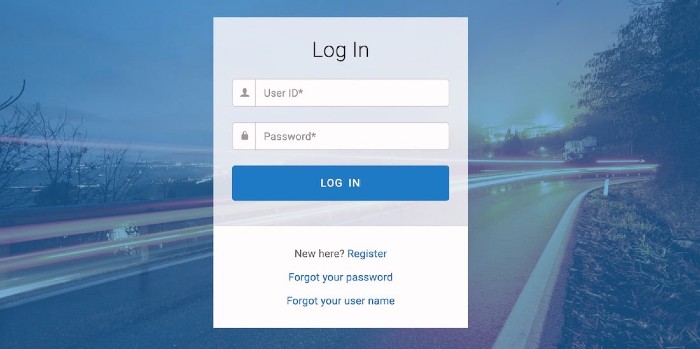 Log In
User ID*
Password*
LOG IN
New here? Register
Forgot your password
Forgot your user name